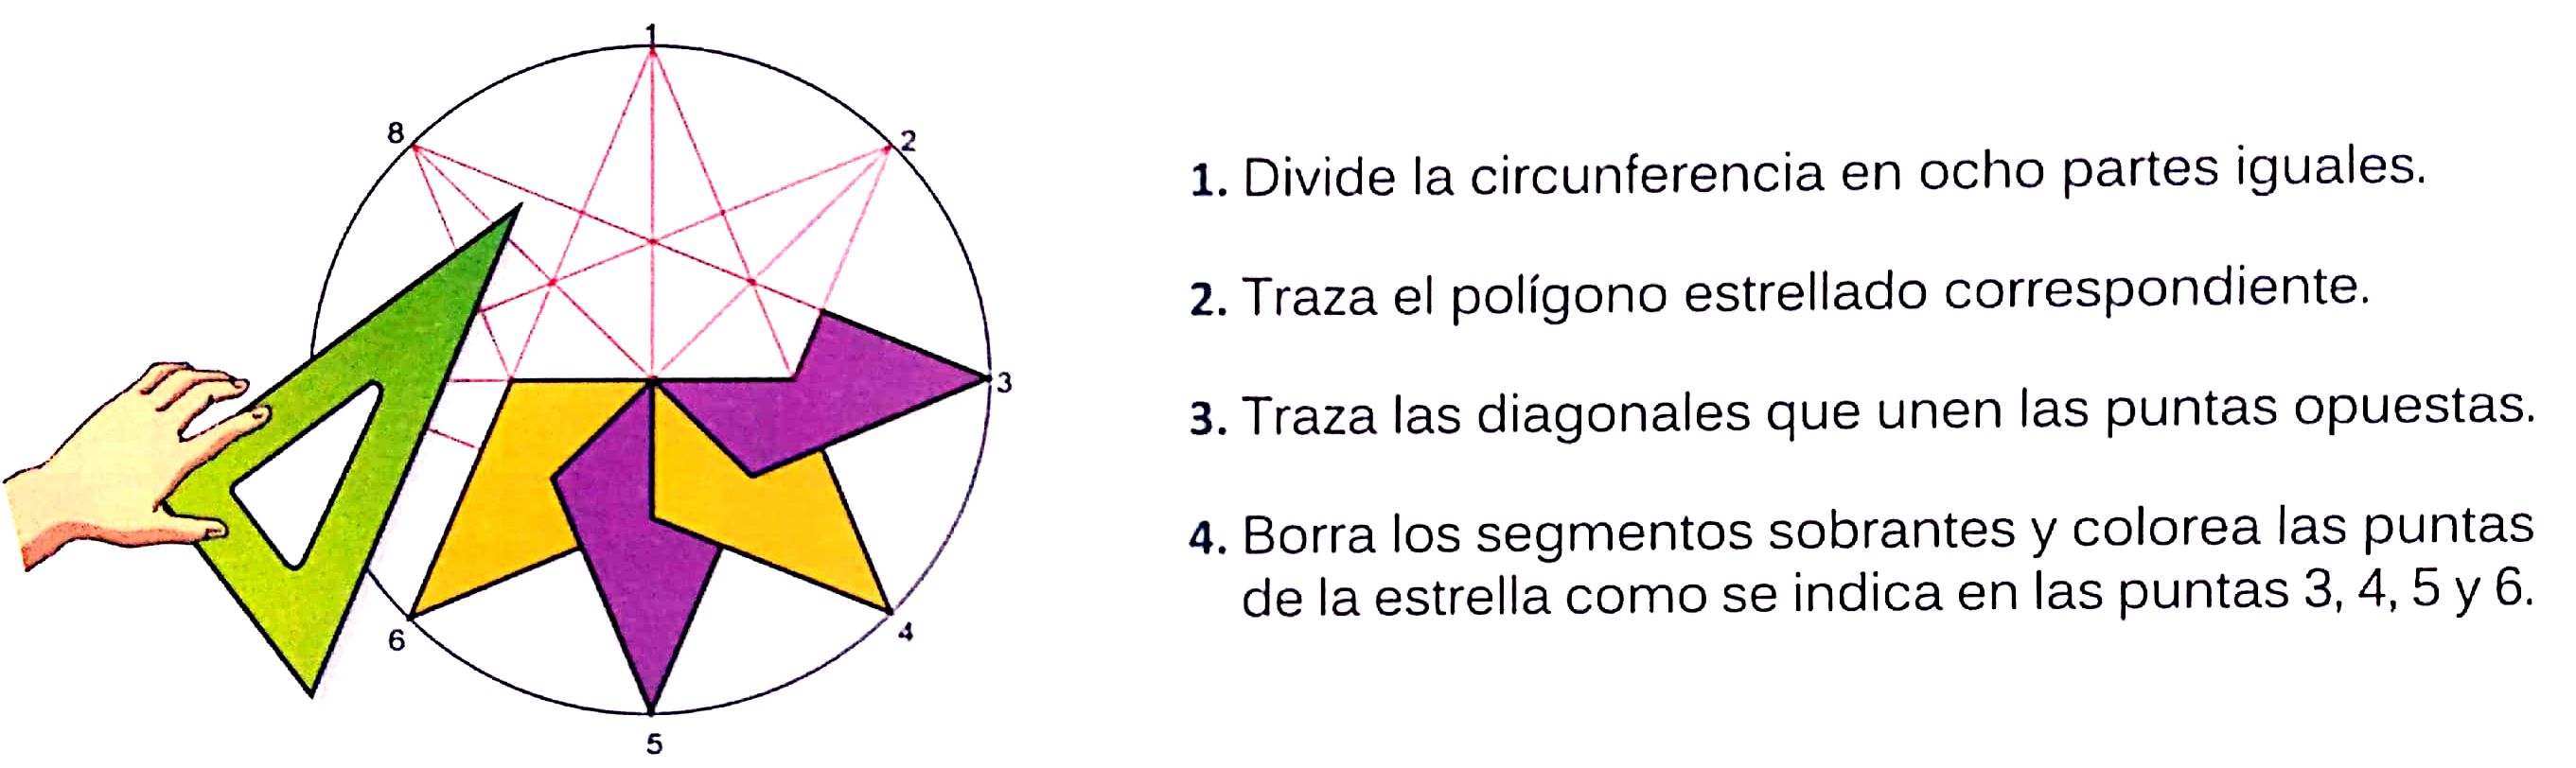 1
8
2
3
6
4
5
1. Divide la circunferencia en ocho partes iguales.
2. Traza el polígono estrellado correspondiente.
3. Traza las diagonales que unen las puntas opuestas.
4. Borra los segmentos sobrantes y colorea las puntas
de la estrella como se indica en las puntas 3, 4, 5 y 6.